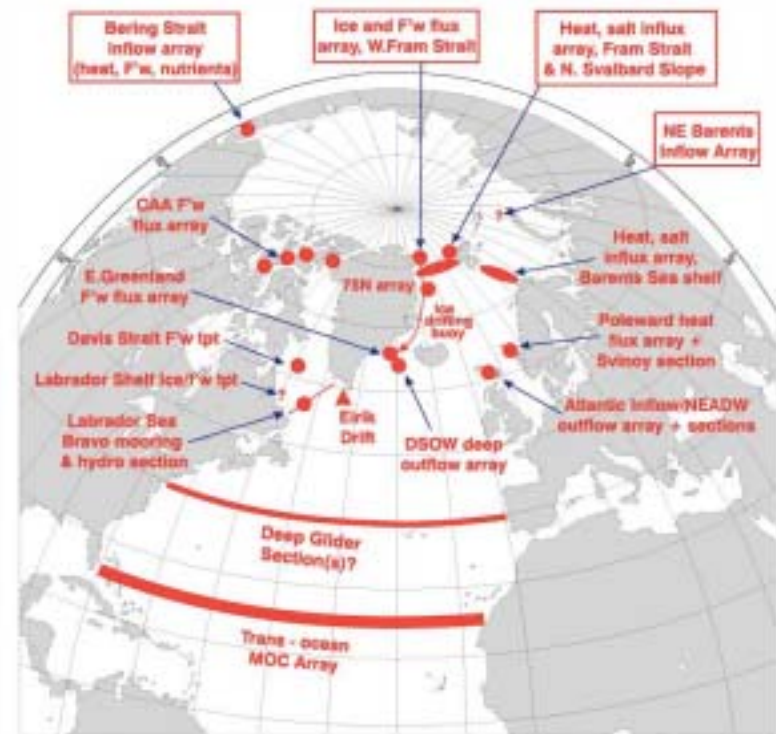 Bering Strait
Inflow array
(heat, F'w, nutrients)
Ice and F'w flus
array, W.Fram Strait
Heat, salt influx
array, Fram Strait
& N. Svalbard Slope
NE Barents
Inflow Array
CAA F'w
flux array
Heat, salt
influx array,
Barents Sea shelf
E.Greenland
F'w flux array
75N array
Ice
drifting
buoy
Davis Strait F'w tpt
Poleward heat
flux array +
Svinoy section
Labrador Shelf Ice/f'w tpt
?
?
Labrador Sea
Bravo mooring
& hydro section
Eirik
Drift
DSOW deep
outflow array
Atlantic Inflow/NEADW
outflow array + sections
Deep Glider
Section(s)?
Trans - ocean
MOC Array